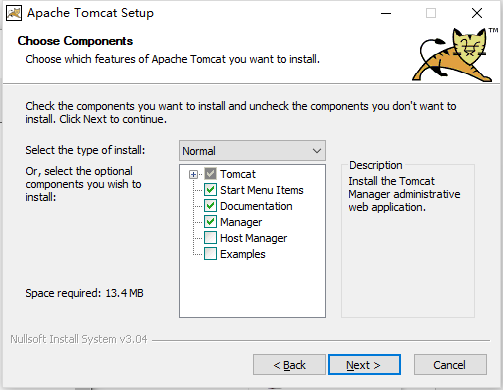 Apache Tomcat Setup
TM
Choose Components
Choose which features of Apache Tomcat you want to install.
Check the components you want to install and uncheck the components you don't want to
install. Click Next to continue.
Select the type of install:
Normal
Or, select the optional
components you wish to
install:
Tomcat
Start Menu Items
Documentation
Manager
Host Manager
Examples
Description
Install the Tomcat
Manager administrative
web application.
Space required: 13.4 MB
Nullsoft Install System v3.04
< Back
Next >
Cancel